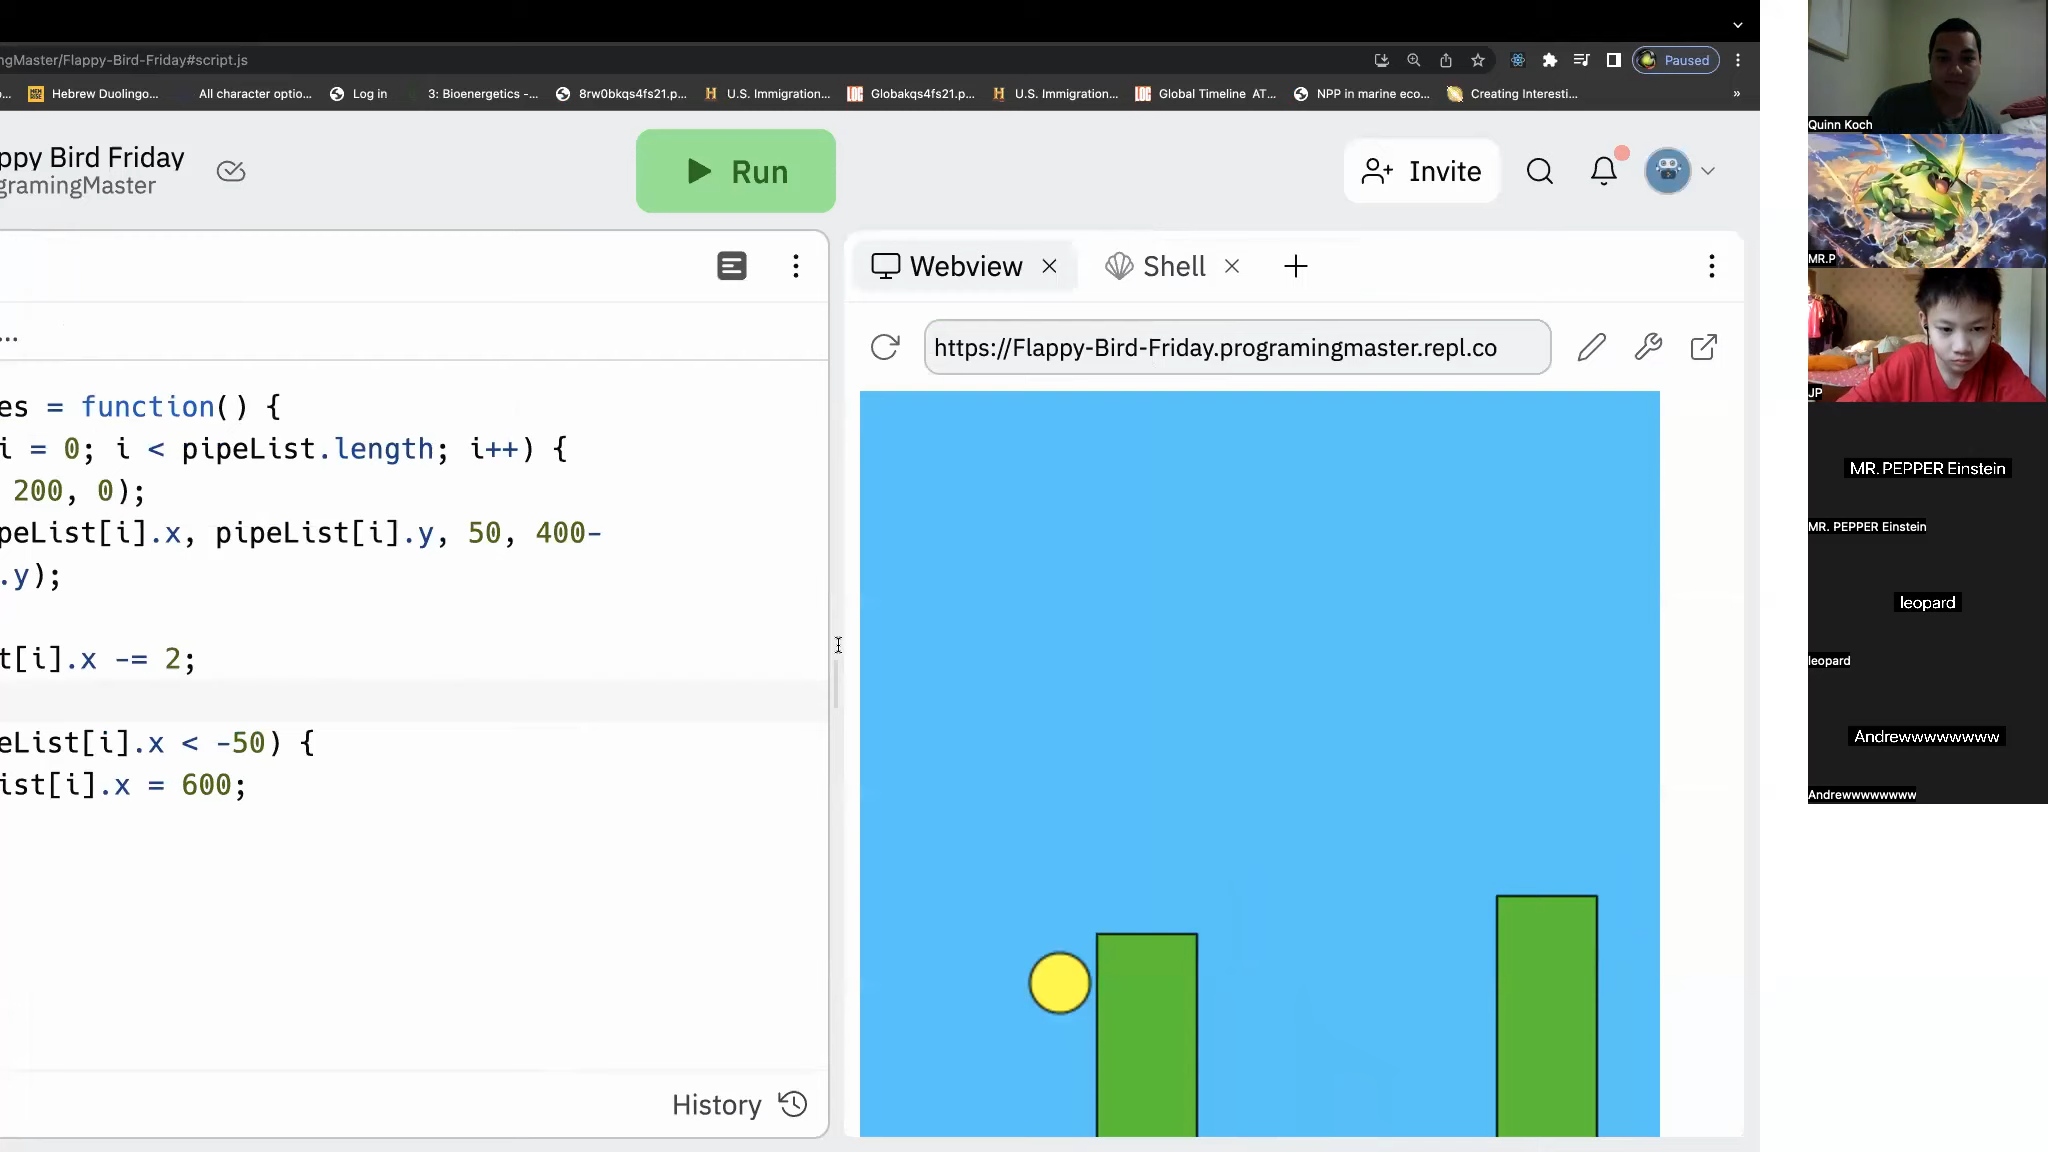 ngMaster/Flappy-Bird-Friday#script.js
Paused
o... Hebrew Duolingo... All character optio... Log in 3: Bioenergetics -... 8rw0bkqs4fs21.p... U.S. Immigration... Globakqs4fs21.p... U.S. Immigration... Global Timeline AT... NPP in marine eco... Creating Interesti... »
ppy Bird Friday
gramingMaster
Run
Invite
Webview
Shell
...
https://Flappy-Bird-Friday.programingmaster.repl.co
es = function() {
i = 0; i < pipeList.length; i++) {
200, 0);
peList[i].x, pipeList[i].y, 50, 400-
.y);
t[i].x -= 2;
eList[i].x < -50) {
ist[i].x = 600;
History
Quinn Koch
MR.P
JP
MR. PEPPER Einstein
MR. PEPPER Einstein
leopard
leopard
Andrewwwwwwww
Andrewwwwwwww